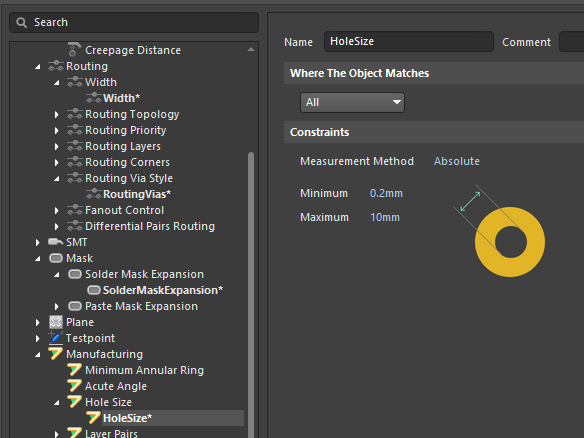 Search
Creepage Distance
Routing
Width
Width*
Routing Topology
Routing Priority
Routing Layers
Routing Corners
Routing Via Style
RoutingVias*
Fanout Control
Differential Pairs Routing
SMT
Mask
Solder Mask Expansion
SolderMaskExpansion*
Paste Mask Expansion
Plane
Testpoint
Manufacturing
Minimum Annular Ring
Acute Angle
Hole Size
HoleSize*
Layer Pairs
Name HoleSize Comment
Where The Object Matches
All
Constraints
Measurement Method Absolute
Minimum 0.2mm
Maximum 10mm